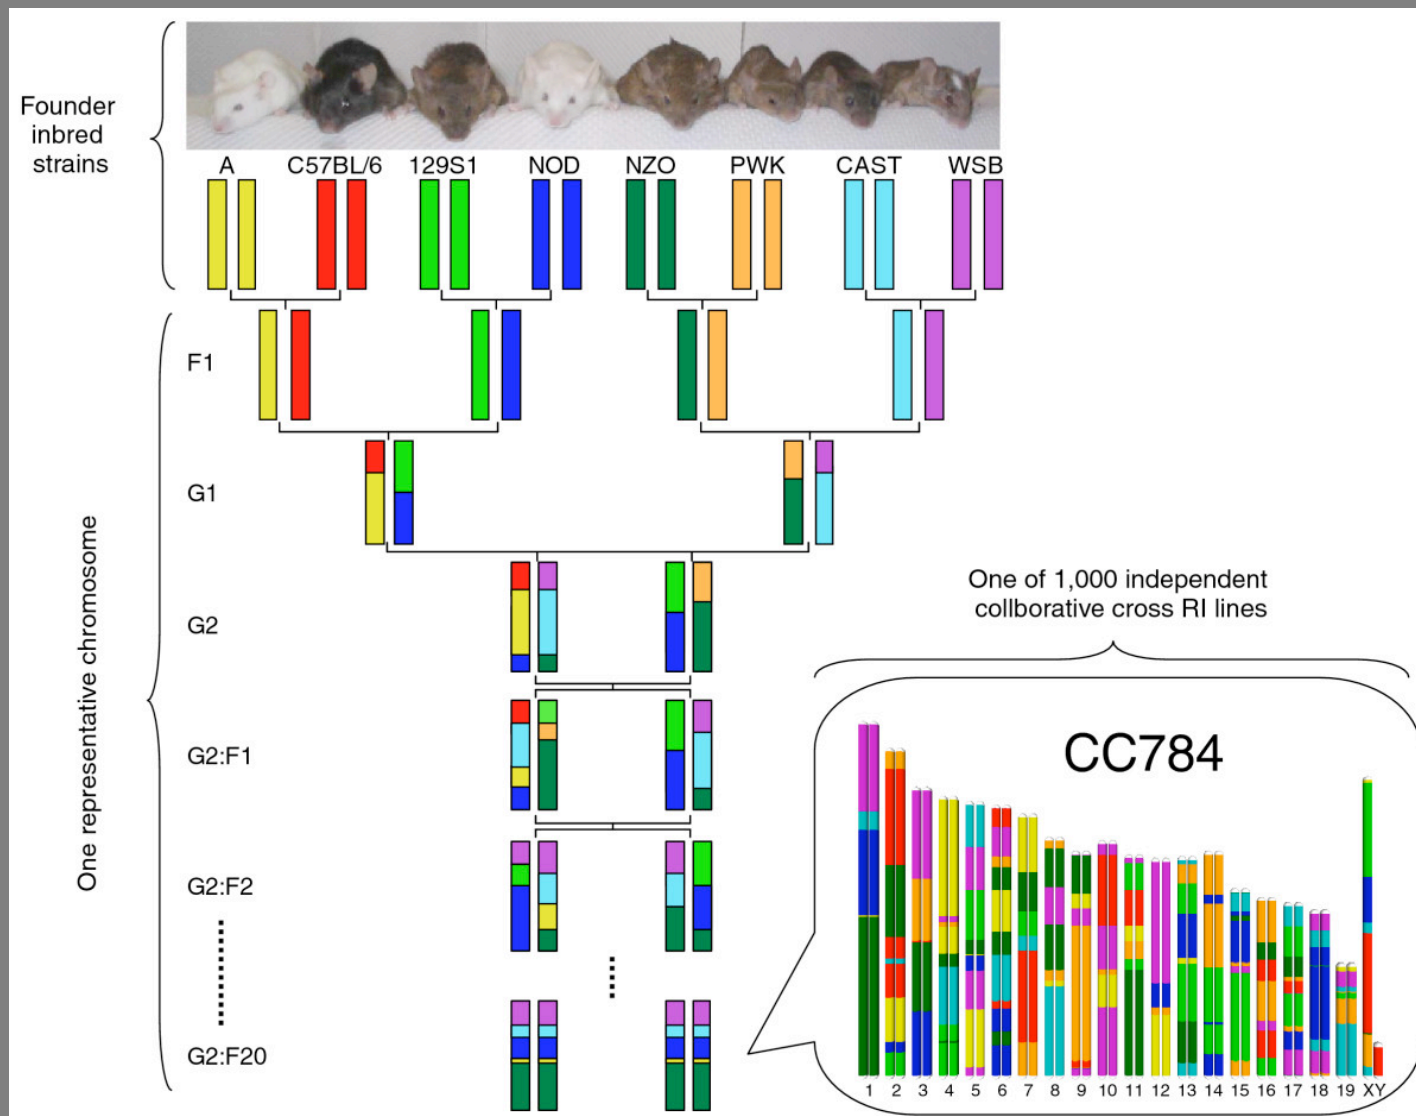 Founder
inbred
strains
A C57BL/6 129S1 NOD NZO PWK CAST WSB
F1
G1
One representative chromosome
G2
One of 1,000 independent
collborative cross RI lines
G2:F1
CC784
G2:F2
G2:F20
1 2 3 4 5 6 7 8 9 10 11 12 13 14 15 16 17 18 19 XY